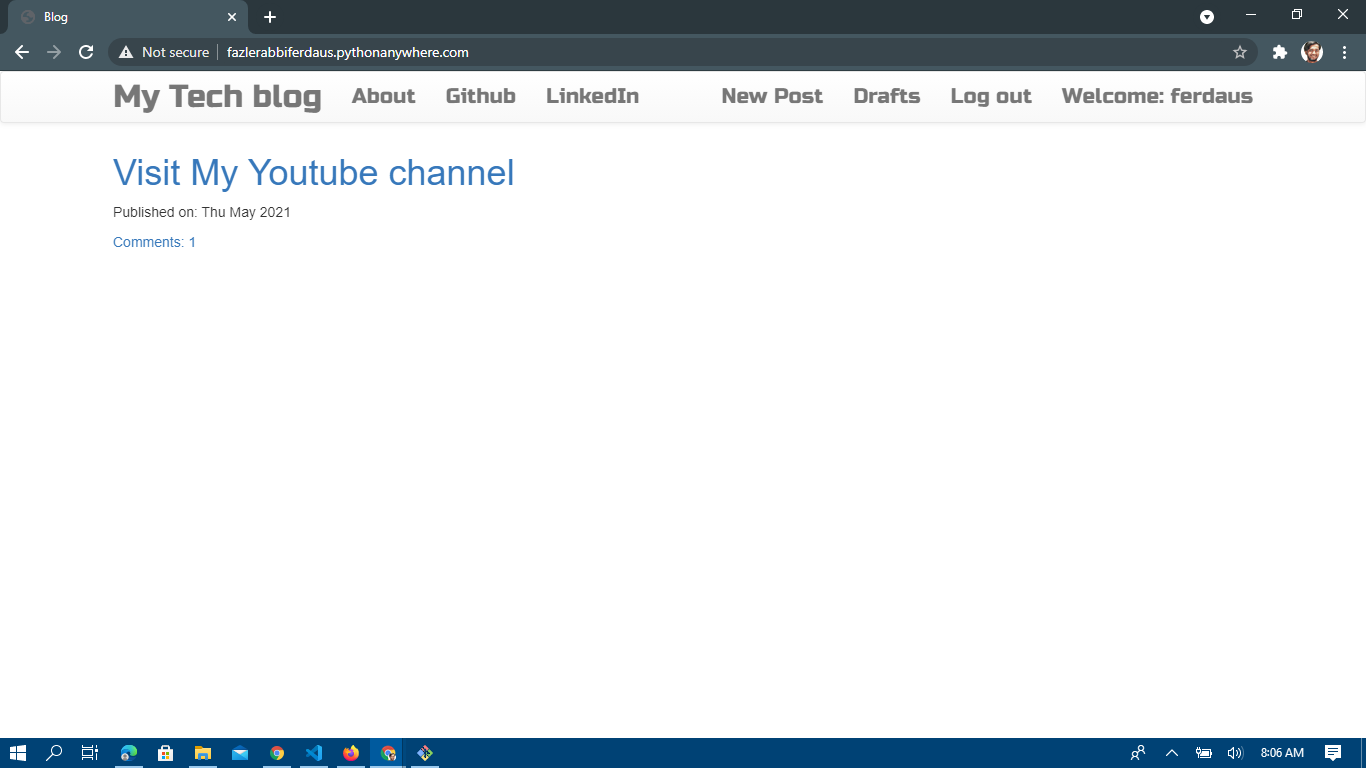 Blog
Not secure fazlerabbiferdaus.pythonanywhere.com
My Tech blog About Github LinkedIn New Post Drafts Log out Welcome: ferdaus
Visit My Youtube channel
Published on: Thu May 2021
Comments: 1
8:06 AM